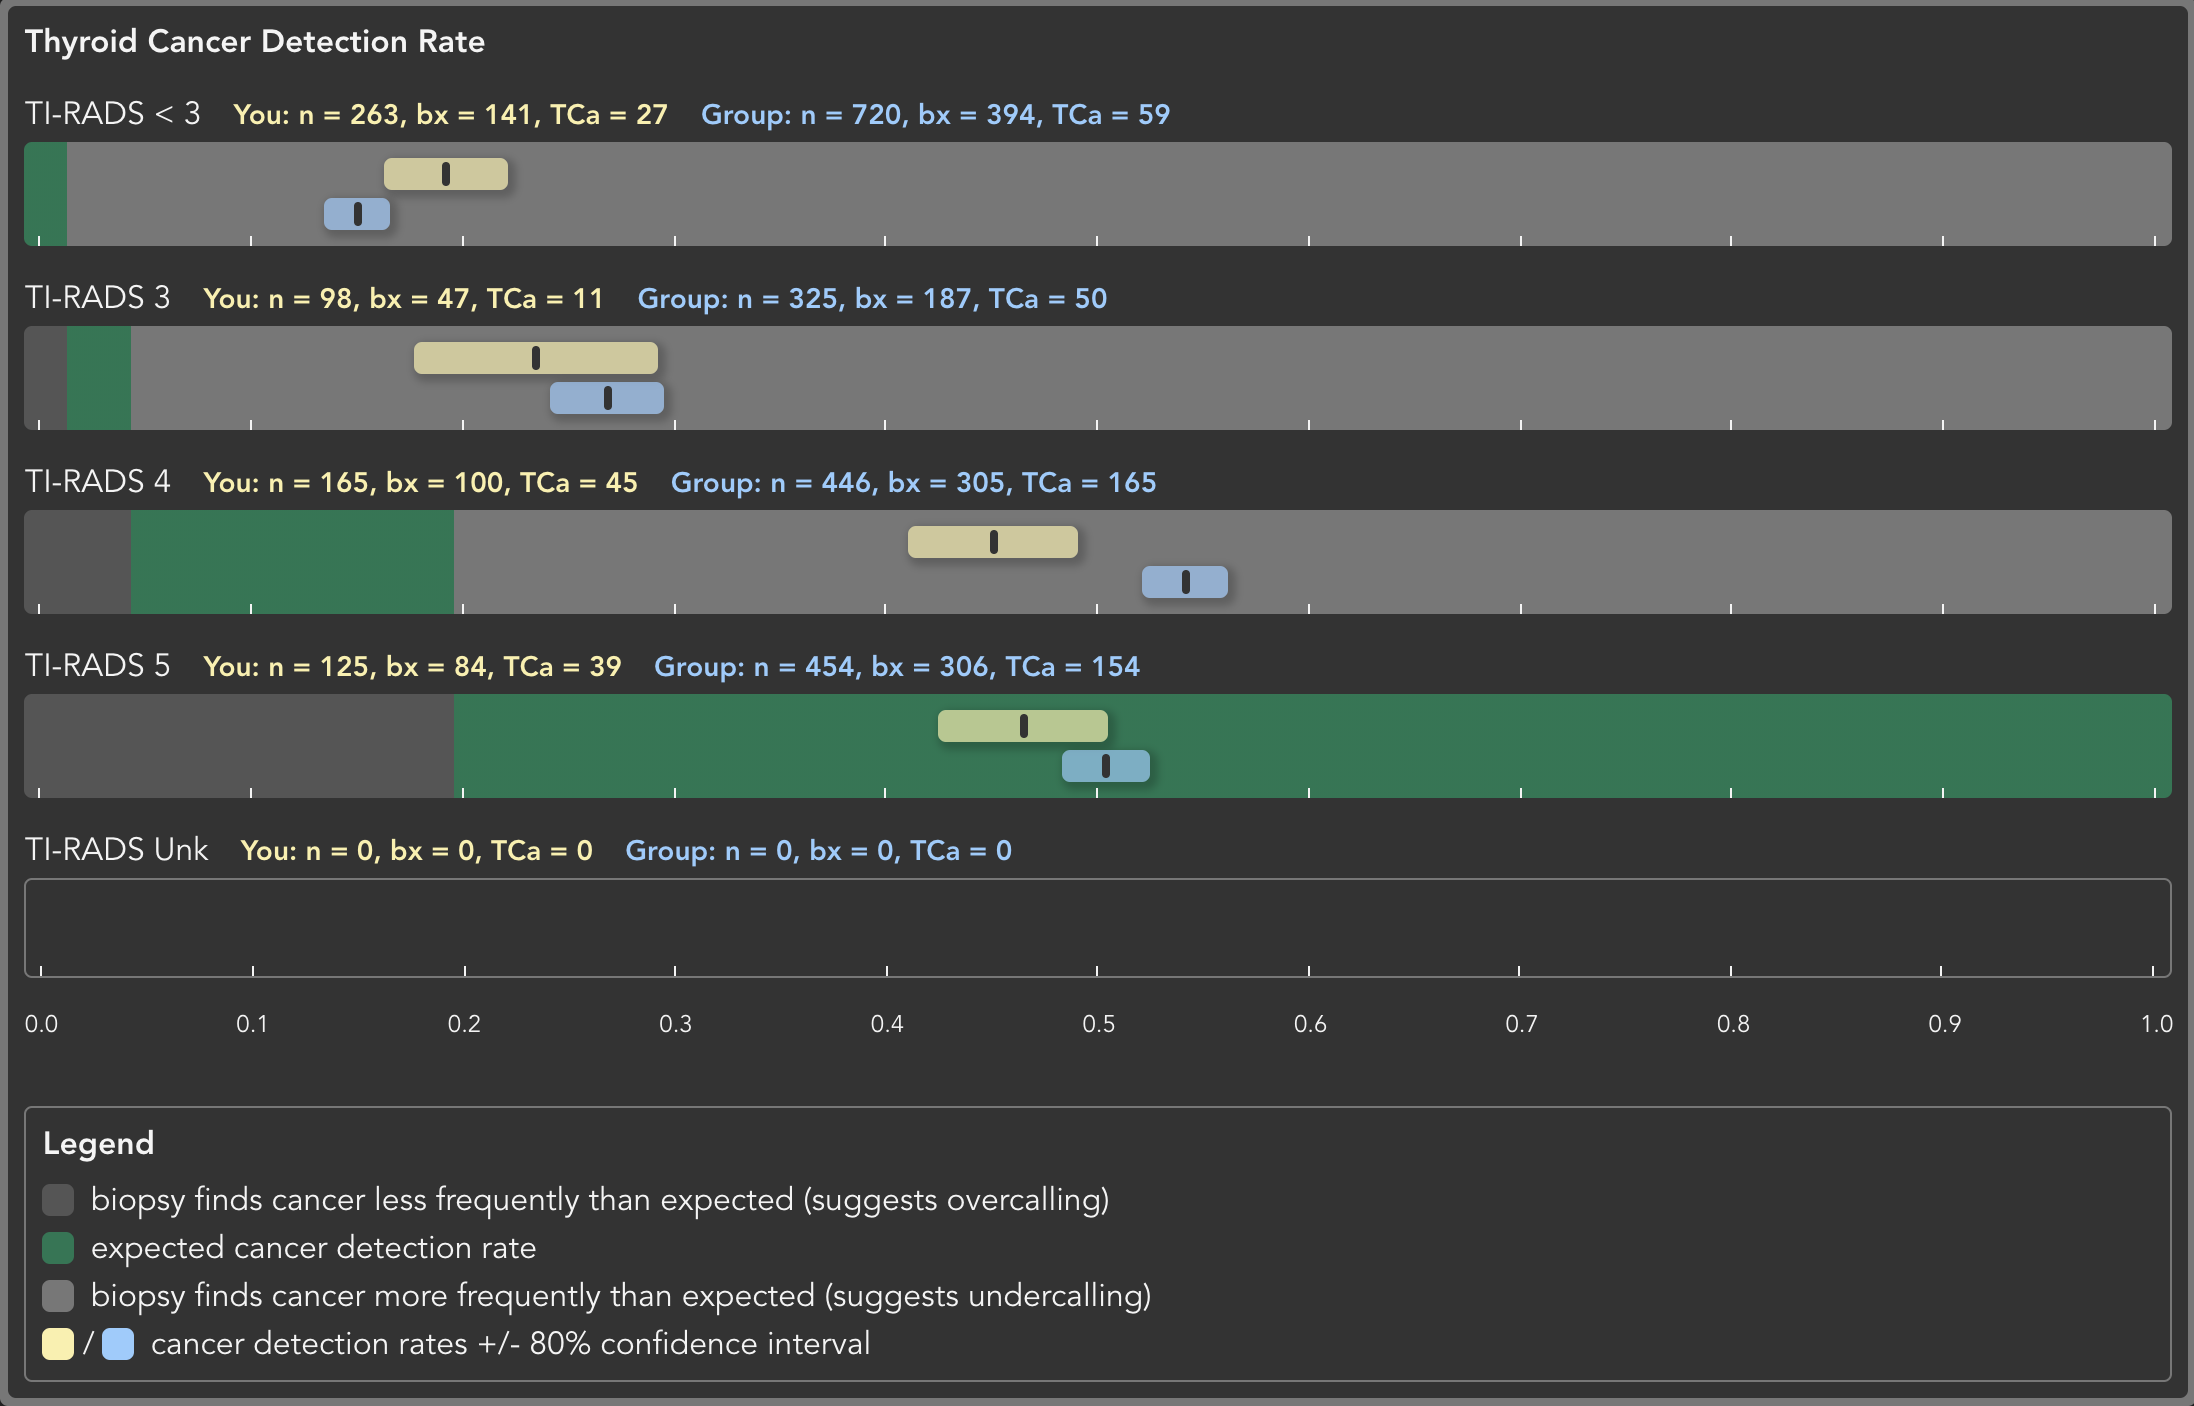 Thyroid Cancer Detection Rate
TI-RADS < 3 You: n = 263, bx = 141, TCa = 27 Group: n = 720, bx = 394, TCa = 59
TI-RADS 3 You: n = 98, bx = 47, TCa = 11 Group: n = 325, bx = 187, TCa = 50
TI-RADS 4 You: n = 165, bx = 100, TCa = 45 Group: n = 446, bx = 305, TCa = 165
TI-RADS 5 You: n = 125, bx = 84, TCa = 39 Group: n = 454, bx = 306, TCa = 154
TI-RADS Unk You: n = 0, bx = 0, TCa = 0 Group: n = 0, bx = 0, TCa = 0
0.0 0.1 0.2 0.3 0.4 0.5 0.6 0.7 0.8 0.9 1.0
Legend
biopsy finds cancer less frequently than expected (suggests overcalling)
expected cancer detection rate
biopsy finds cancer more frequently than expected (suggests undercalling)
/ cancer detection rates +/- 80% confidence interval